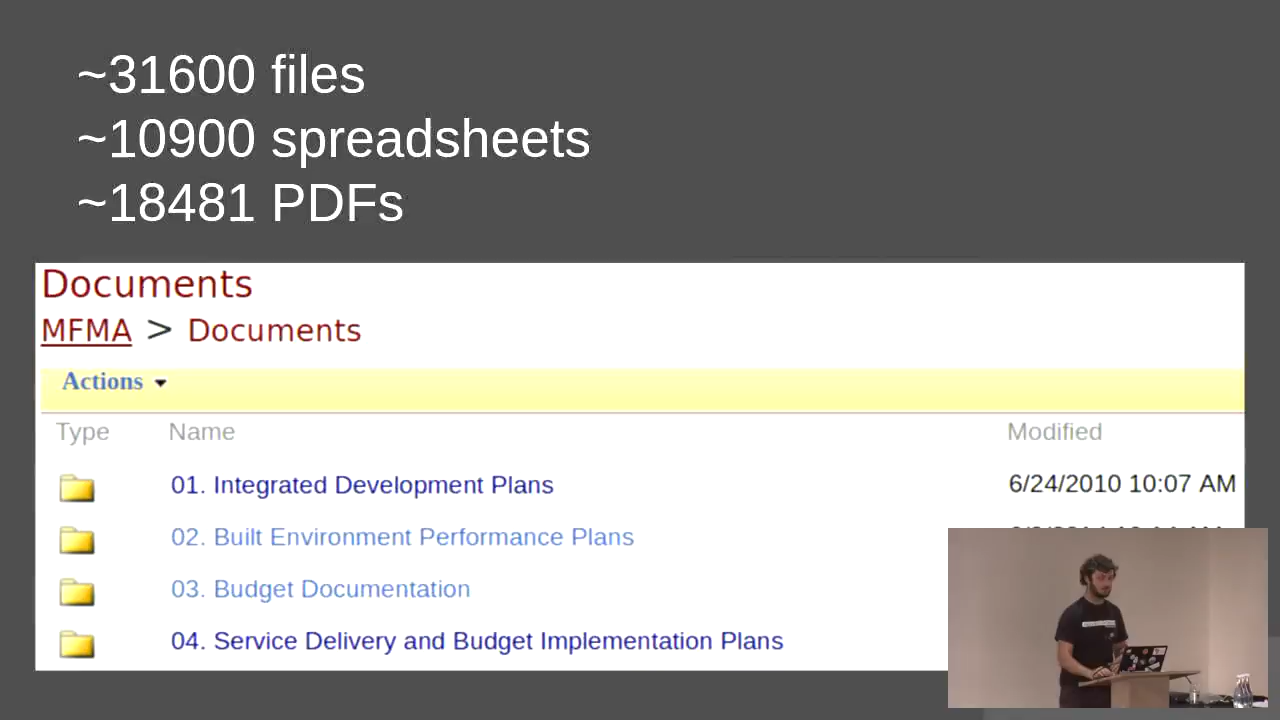 ~31600 files
~10900 spreadsheets
~18481 PDFs
Documents
MFMA > Documents
Actions
Type Name Modified
01. Integrated Development Plans 6/24/2010 10:07 AM
02. Built Environment Performance Plans
03. Budget Documentation
04. Service Delivery and Budget Implementation Plans